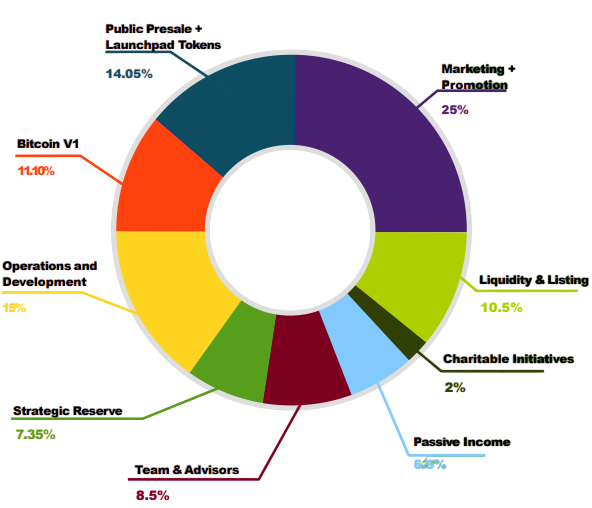 Public Presale +
Launchpad Tokens
14.05%
Marketing +
Promotion
25%
Bitcoin V1
11.10%
Operations and
Development
15%
Liquidity & Listing
10.5%
Charitable Initiatives
2%
Strategic Reserve
7.35%
Passive Income
Team & Advisors
8.5%